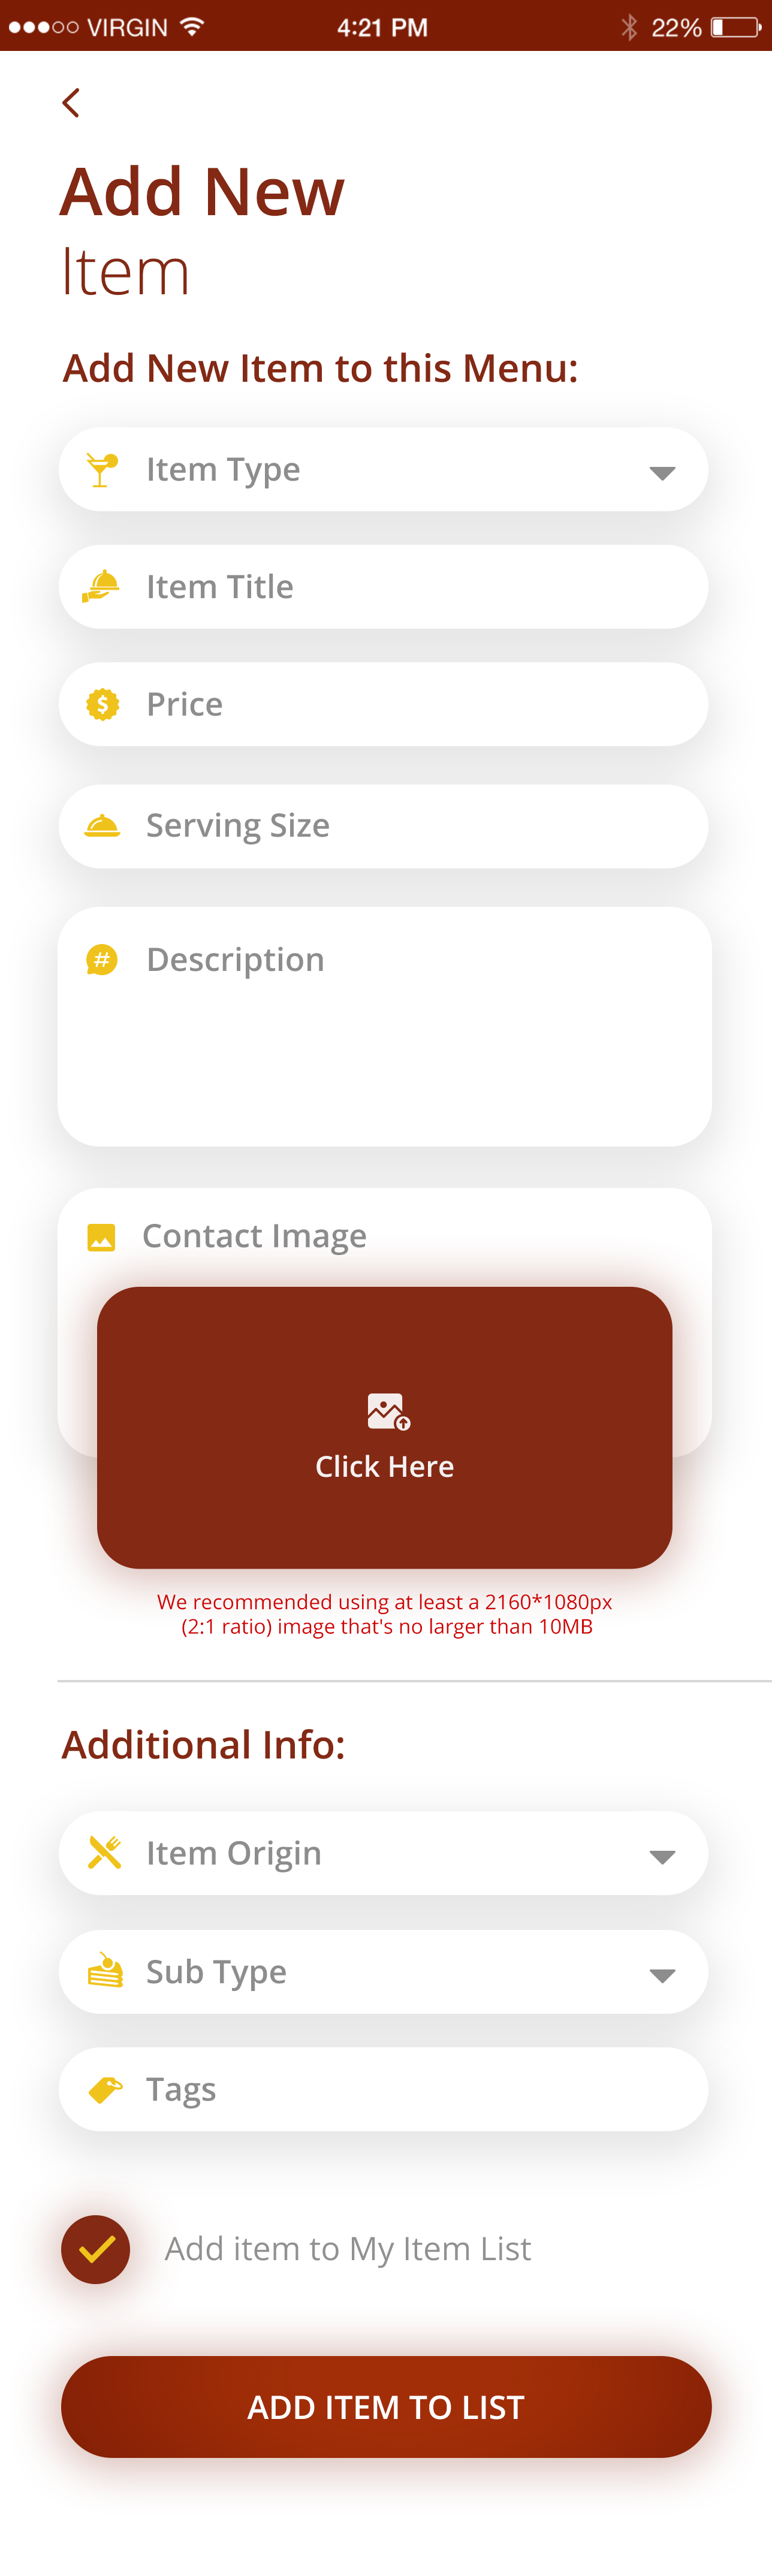 VIRGIN 4:21 PM 22%
Add New
Item
Add New Item to this Menu:
Item Type
Item Title
$ Price
Serving Size
# Description
Contact Image
Click Here
We recommended using at least a 2160*1080px
(2:1 ratio) image that's no larger than 10MB
Additional Info:
Item Origin
Sub Type
Tags
Add item to My Item List
ADD ITEM TO LIST